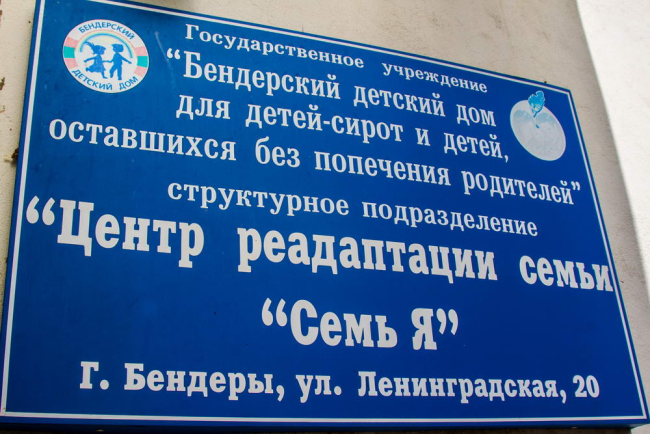 БЕНДЕРСКИЙ
ДЕТСКИЙ ДОМ
Государственное учреждение
“Бендерский детский дом
для детей-сирот и детей,
оставшихся без попечения родителей”
структурное подразделение
“Центр реадаптации семьи
“Семь Я”
г. Бендеры, ул. Ленинградская, 20